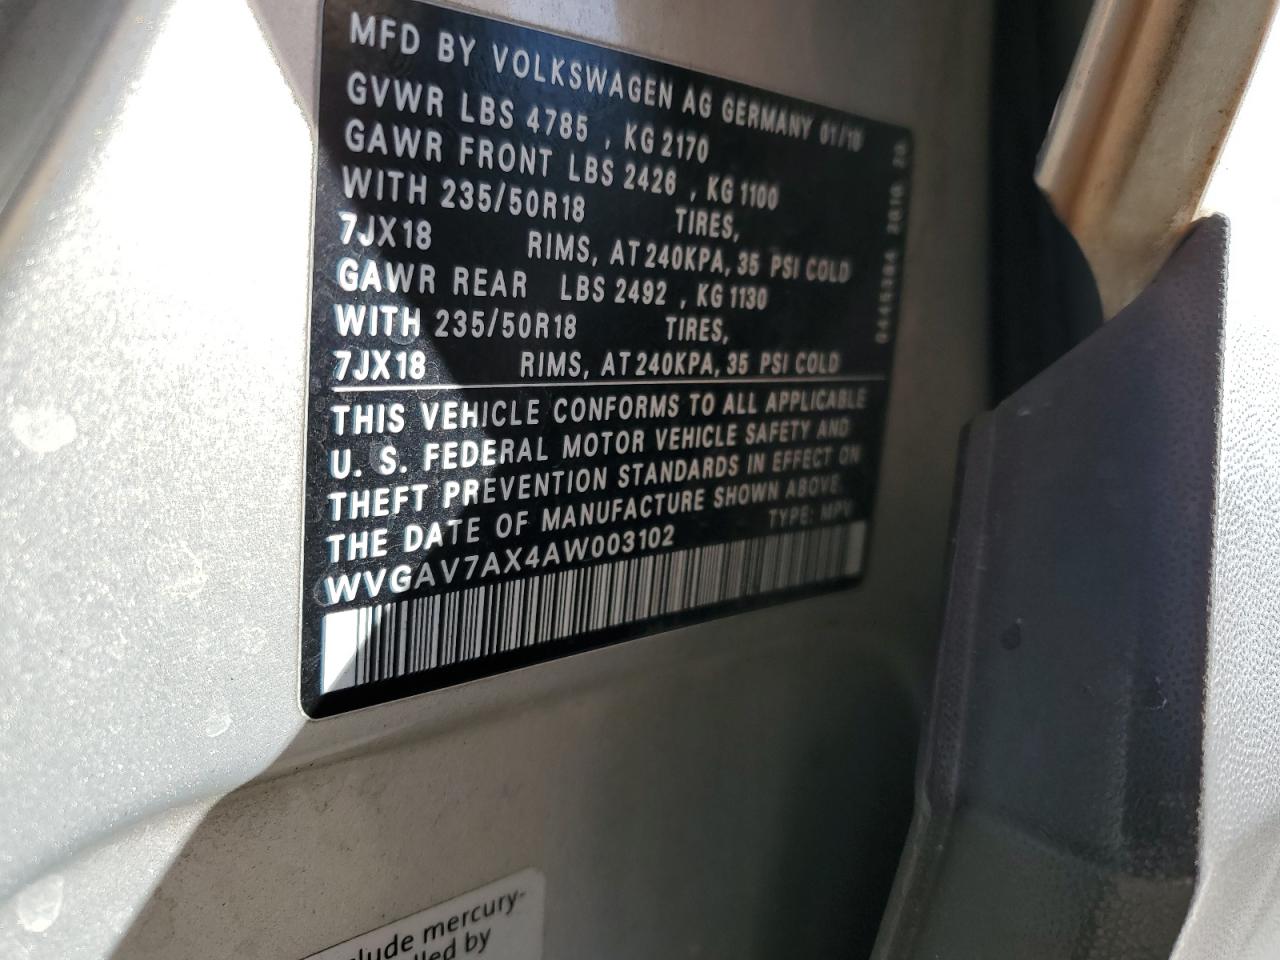 MFD BY VOLKSWAGEN AG GERMANY 01/10
GVWR LBS 4785 , KG 2170
GAWR FRONT LBS 2426 , KG 1100
WITH 235/50R18 TIRES,
7JX18 RIMS, AT 240KPA, 35 PSI COLD
GAWR REAR LBS 2492 , KG 1130
WITH 235/50R18 TIRES,
7JX18 RIMS, AT 240KPA, 35 PSI COLD
THIS VEHICLE CONFORMS TO ALL APPLICABLE
U. S. FEDERAL MOTOR VEHICLE SAFETY AND
THEFT PREVENTION STANDARDS IN EFFECT ON
THE DATE OF MANUFACTURE SHOWN ABOVE.
WVGAV7AX4AW003102 TYPE: MPV
lude mercury-
lled by